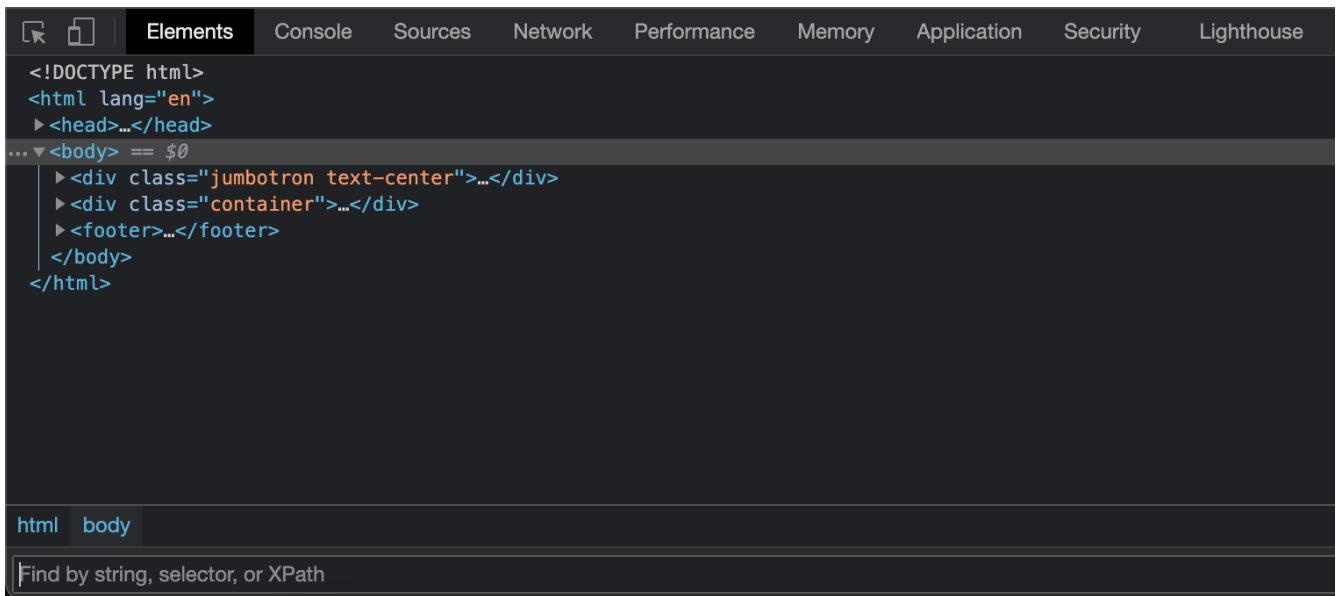 Elements Console Sources Network Performance Memory Application Security Lighthouse
<!DOCTYPE html>
<html lang="en">
<head>…</head>
<body> == $0
<div class="jumbotron text-center">…</div>
<div class="container">…</div>
<footer>…</footer>
</body>
</html>
html body
Find by string, selector, or XPath